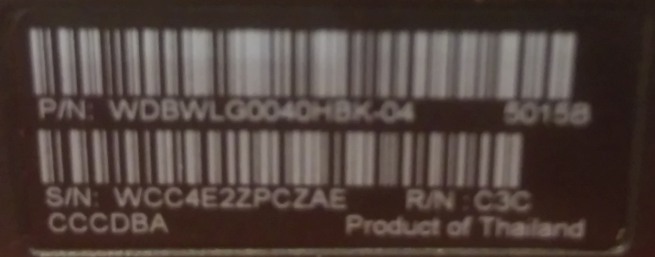 P/N: WDBWLG0040HBK-04 5015B
S/N: WCC4E2ZPCZAE R/N : C3C
CCCDBA Product of Thailand